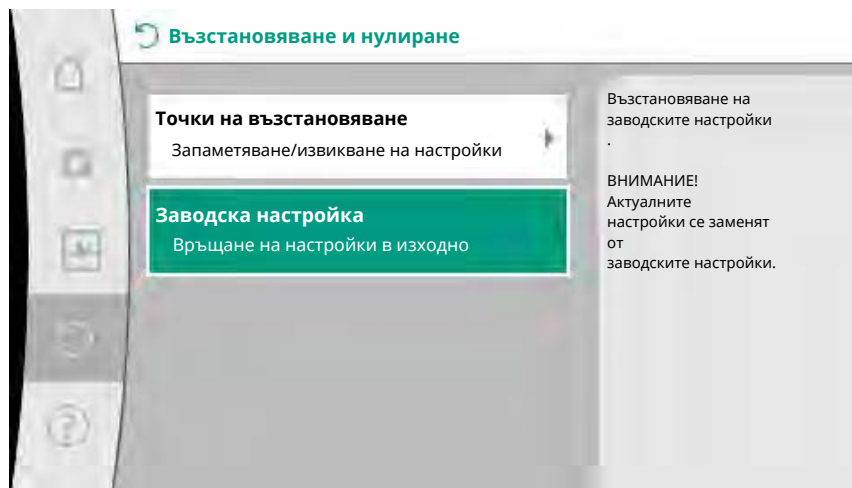 Възстановяване и нулиране
Точки на възстановяване
Запаметяване/извикване на настройки
Заводска настройка
Връщане на настройки в изходно
Възстановяване на
заводските настройки
.
ВНИМАНИЕ!
Актуалните
настройки се заменят
от
заводските настройки.